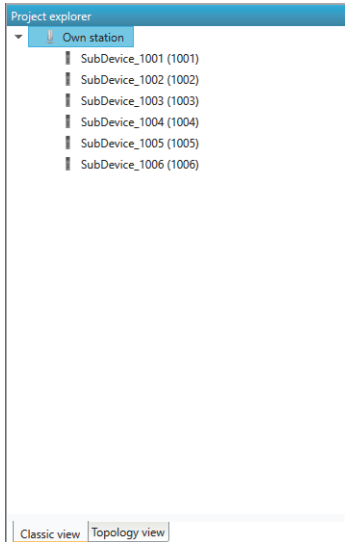 Project explorer
Own station
SubDevice_1001 (1001)
SubDevice_1002 (1002)
SubDevice_1003 (1003)
SubDevice_1004 (1004)
SubDevice_1005 (1005)
SubDevice_1006 (1006)
Classic view Topology view